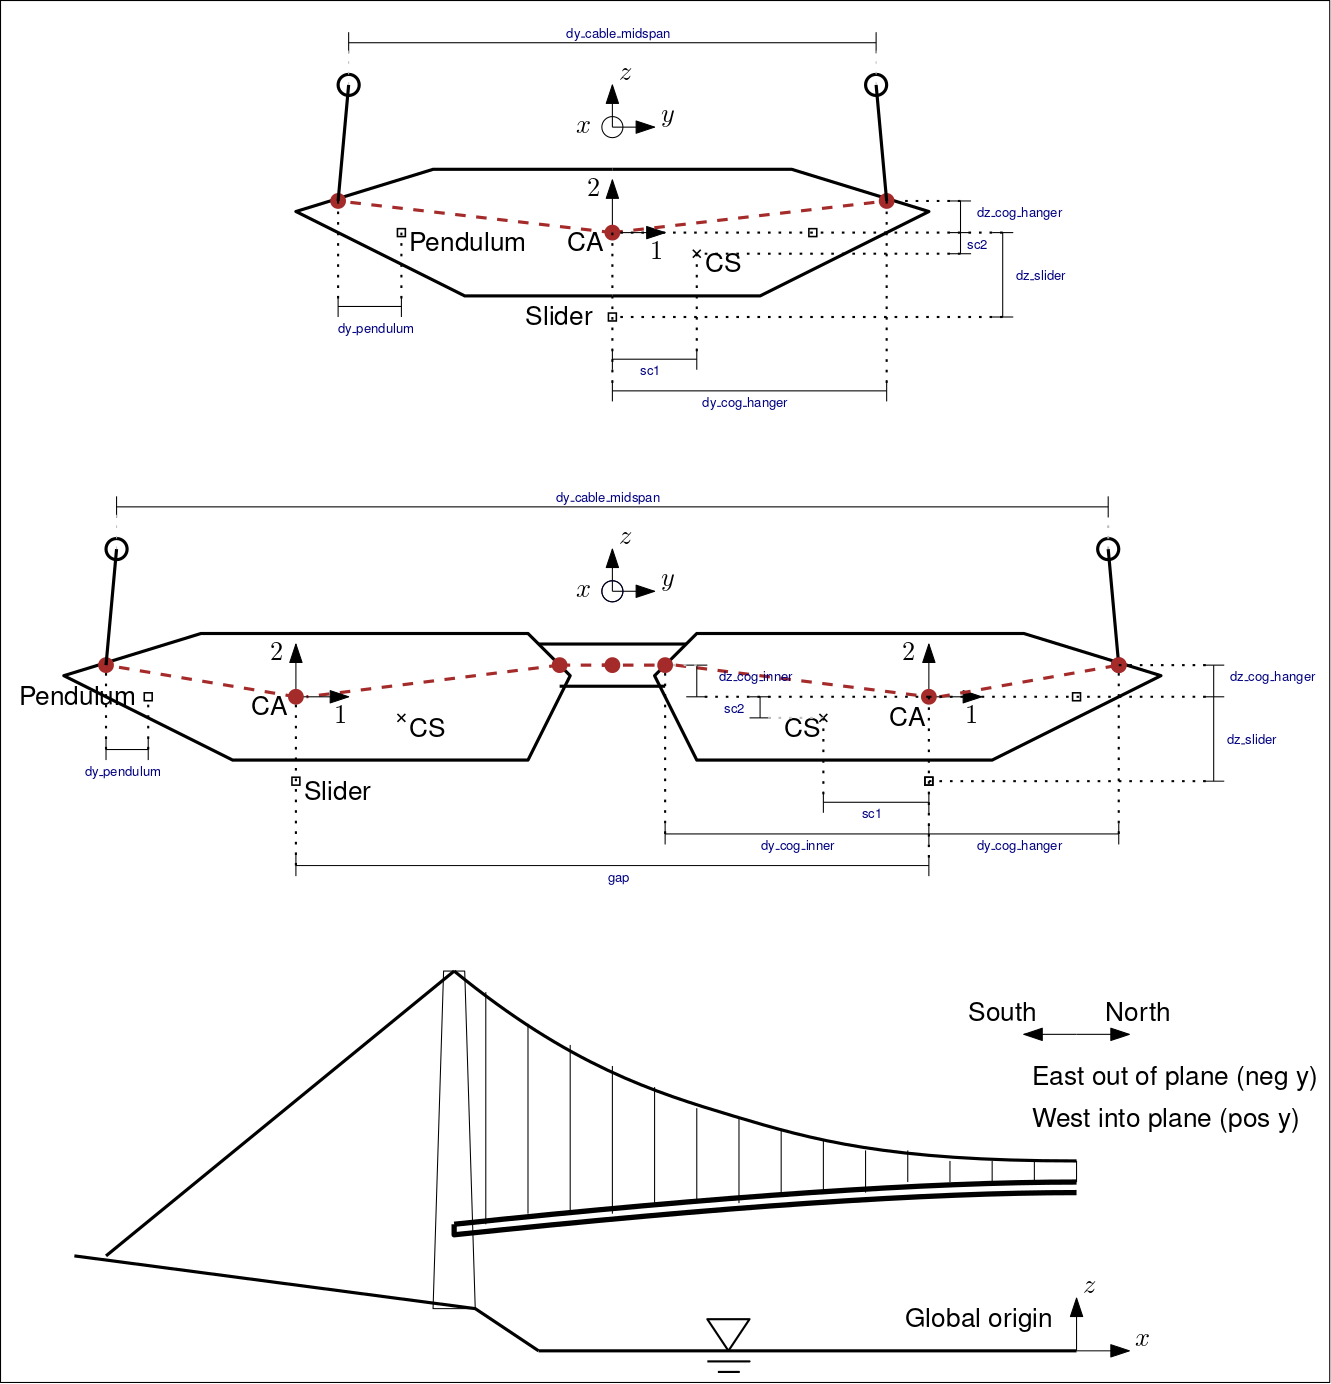 dy_cable_midspan
z
x
y
2
dz_cog_hanger
Pendulum
CA
1
sc2
CS
dz_slider
Slider
dy_pendulum
sc1
dy_cog_hanger
dy_cable_midspan
z
x
y
2
2
dz_cog_inner
dz_cog_hanger
Pendulum
CA
1
sc2
CA
1
CS
CS
dz_slider
dy_pendulum
Slider
sc1
dy_cog_inner
dy_cog_hanger
gap
South
North
East out of plane (neg y)
West into plane (pos y)
z
Global origin
x